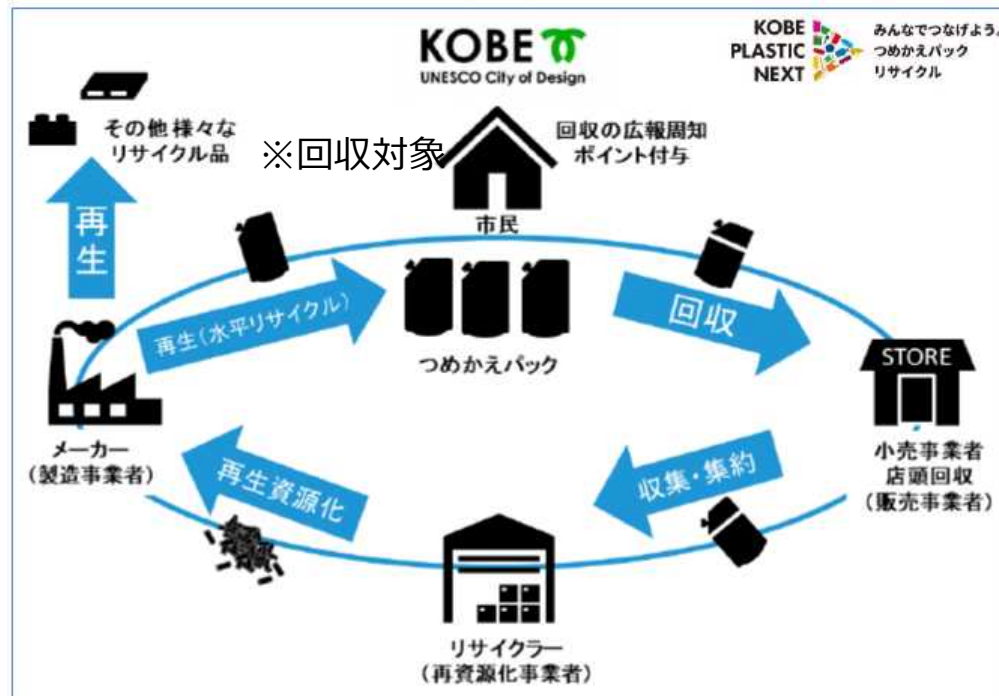 KOBE
UNESCO City of Design
KOBE
PLASTIC
NEXT
みんなでつなげよう。
つめかえパック
リサイクル
その他様々な
リサイクル品
※回収対象
回収の広報周知
ポイント付与
市民
再生
再生(水平リサイクル)
つめかえパック
回収
STORE
小売事業者
店頭回収
(販売事業者)
メーカー
(製造事業者)
再生資源化
収集・集約
リサイクラー
(再資源化事業者)